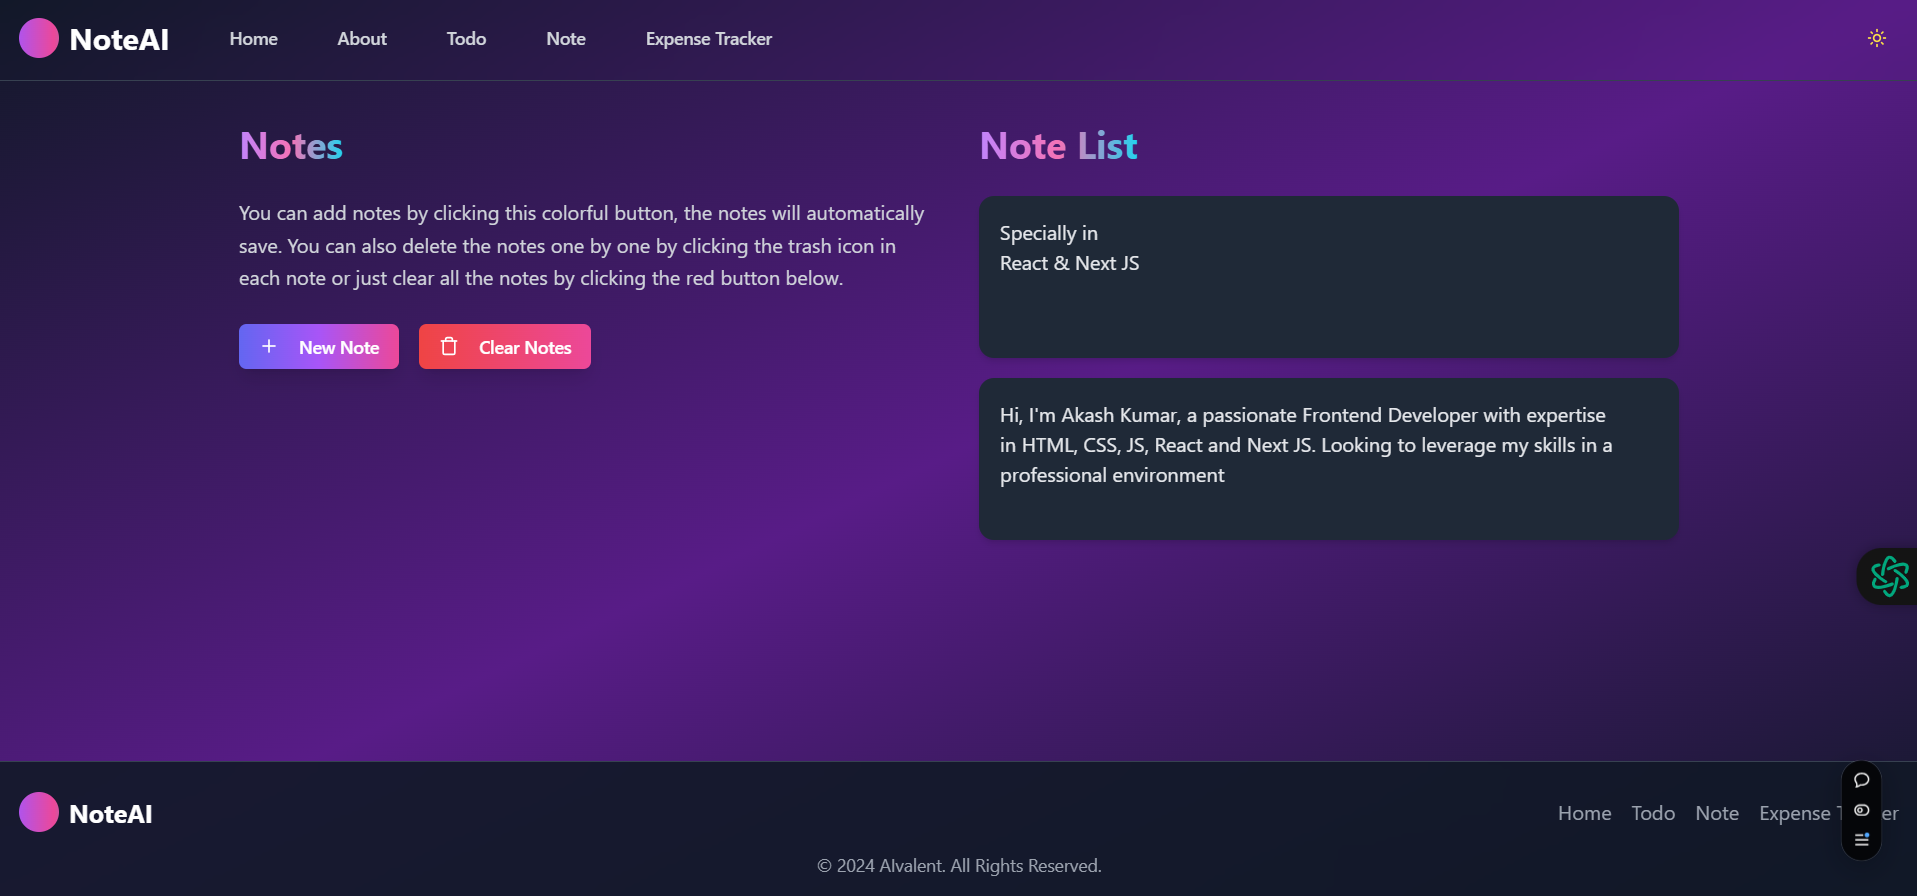 NoteAI
Home
About
Todo
Note
Expense Tracker
Notes
You can add notes by clicking this colorful button, the notes will automatically
save. You can also delete the notes one by one by clicking the trash icon in
each note or just clear all the notes by clicking the red button below.
New Note
Clear Notes
Note List
Specially in
React & Next JS
Hi, I'm Akash Kumar, a passionate Frontend Developer with expertise
in HTML, CSS, JS, React and Next JS. Looking to leverage my skills in a
professional environment
NoteAI
Home
Todo
Note
Expense
© 2024 AIvalent. All Rights Reserved.